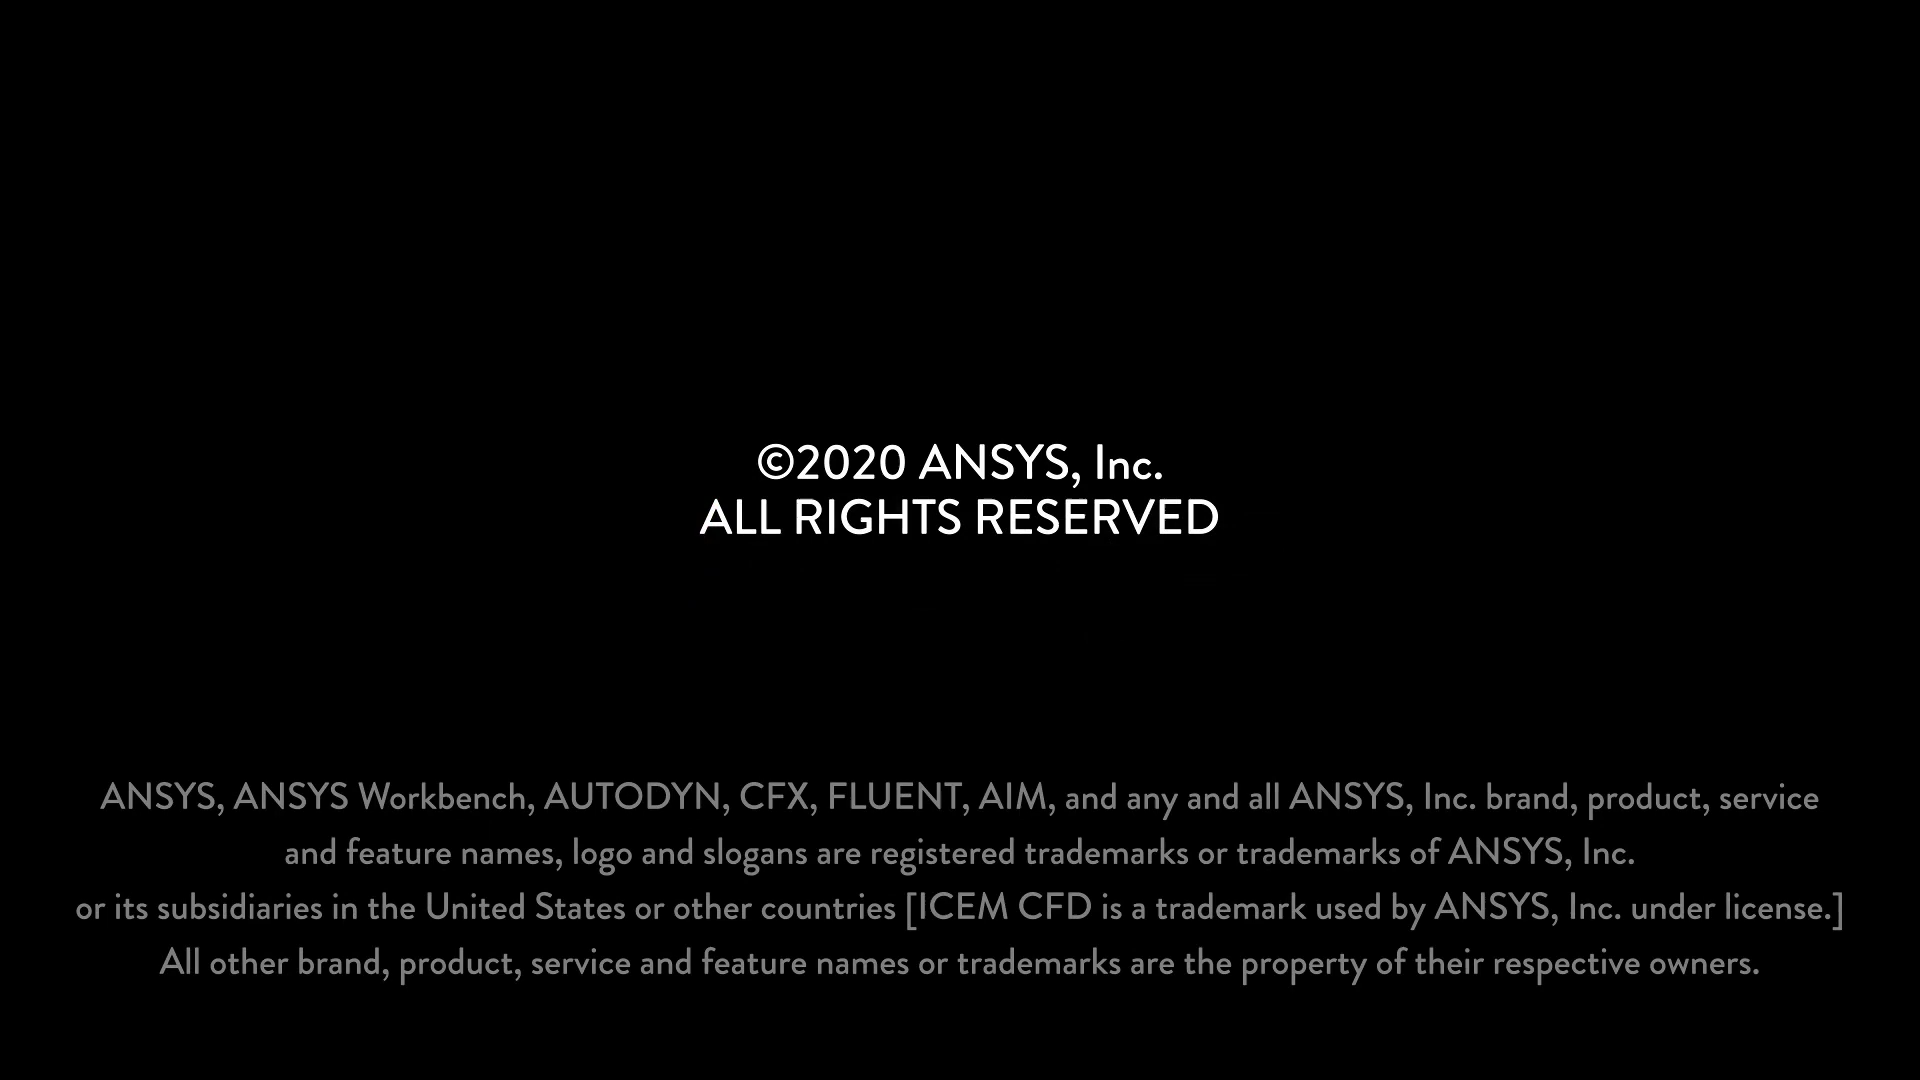 ©2020 ANSYS, Inc.
ALL RIGHTS RESERVED
ANSYS, ANSYS Workbench, AUTODYN, CFX, FLUENT, AIM, and any and all ANSYS, Inc. brand, product, service
and feature names, logo and slogans are registered trademarks or trademarks of ANSYS, Inc.
or its subsidiaries in the United States or other countries [ICEM CFD is a trademark used by ANSYS, Inc. under license.]
All other brand, product, service and feature names or trademarks are the property of their respective owners.